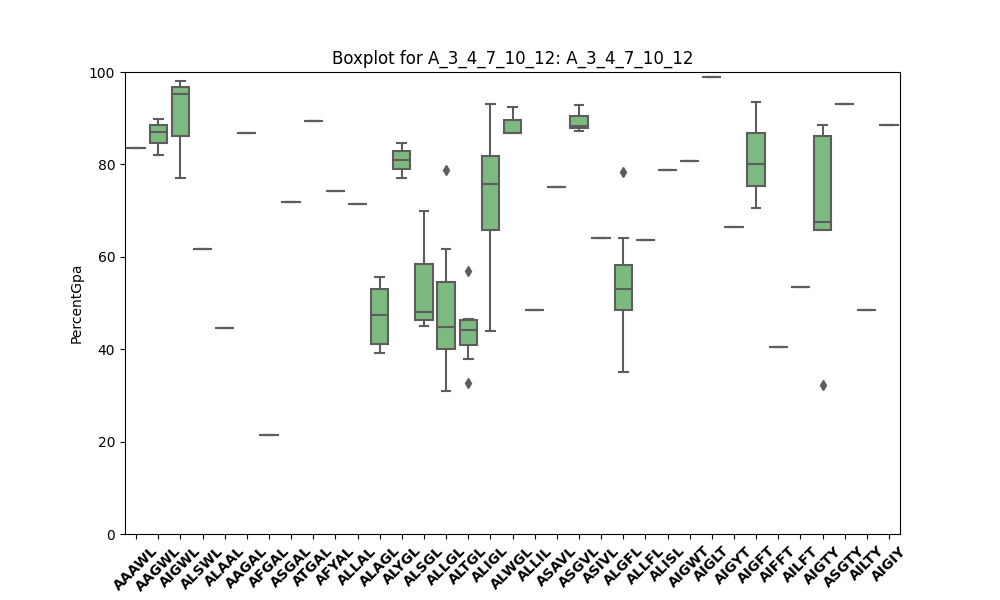 Boxplot for A_3_4_7_10_12: A_3_4_7_10_12
100
80
60
40
20
0
PercentGpa
AAAWL
AAGWL
AIGWL
ALSWL
ALAAL
AAGAL
AFGAL
ASGAL
ATGAL
AFYAL
ALLAL
ALAGL
ALYGL
ALSGL
ALLGL
ALTGL
ALIGL
ALWGL
ALLIL
ASAVL
ASGVL
ASIVL
ALGFL
ALLFL
ALISL
AIGWT
AIGLT
AIGYT
AIGFT
AIFFT
AILFT
AIGTY
ASGTY
AILTY
AIGIY